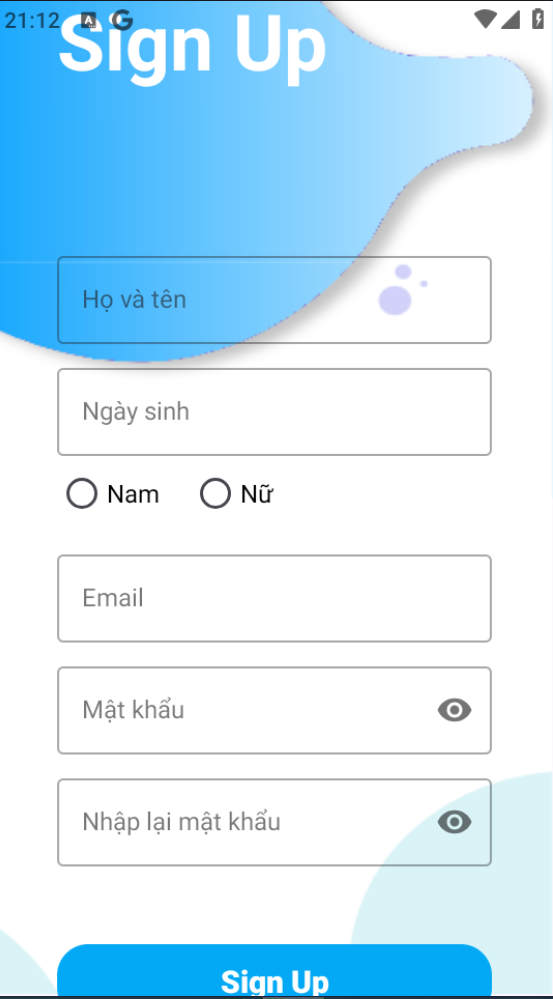 21:12
Sign Up
Họ và tên
Ngày sinh
Nam Nữ
Email
Mật khẩu
Nhập lại mật khẩu
Sign Up